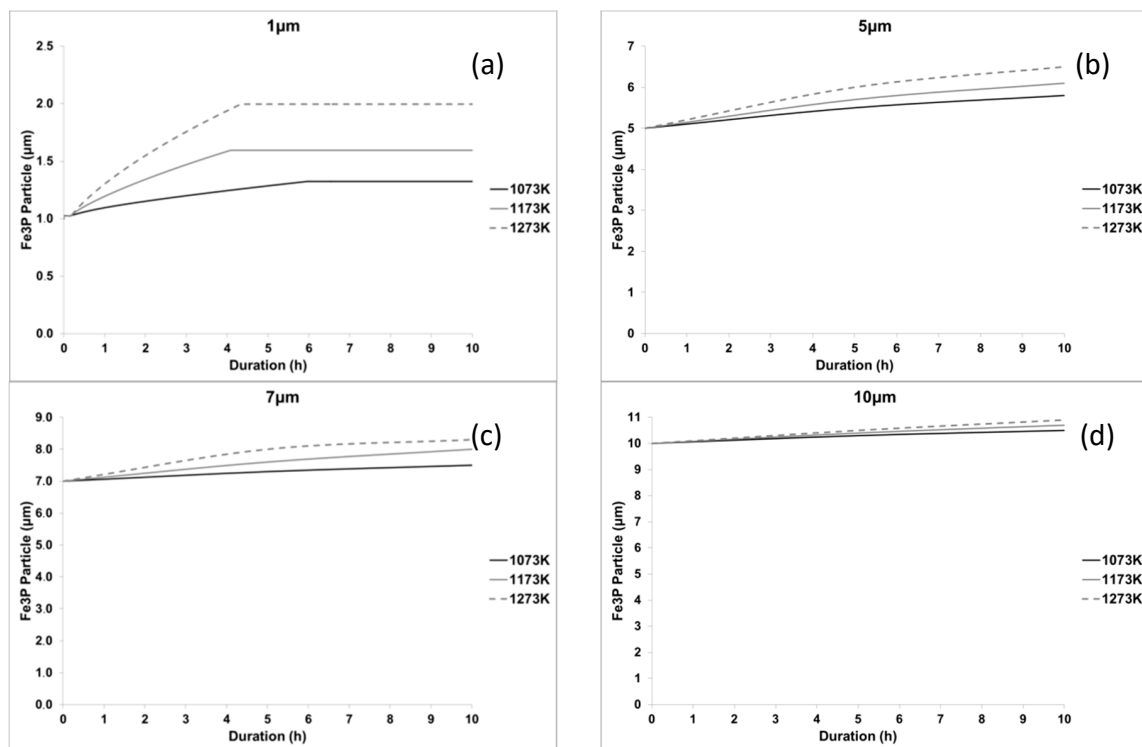 1µm
(a)
2.5
2.0
1.5
1.0
0.5
0.0
Fe3P Particle (µm)
0 1 2 3 4 5 6 7 8 9 10
Duration (h)
1073K
1173K
1273K
5µm
(b)
7
6
5
4
3
2
1
0
Fe3P Particle (µm)
0 1 2 3 4 5 6 7 8 9 10
Duration (h)
1073K
1173K
1273K
7µm
(c)
9.0
8.0
7.0
6.0
5.0
4.0
3.0
2.0
1.0
0.0
Fe3P Particle (µm)
0 1 2 3 4 5 6 7 8 9 10
Duration (h)
1073K
1173K
1273K
10µm
(d)
11
10
9
8
7
6
5
4
3
2
1
0
Fe3P Particle (µm)
0 1 2 3 4 5 6 7 8 9 10
Duration (h)
1073K
1173K
1273K